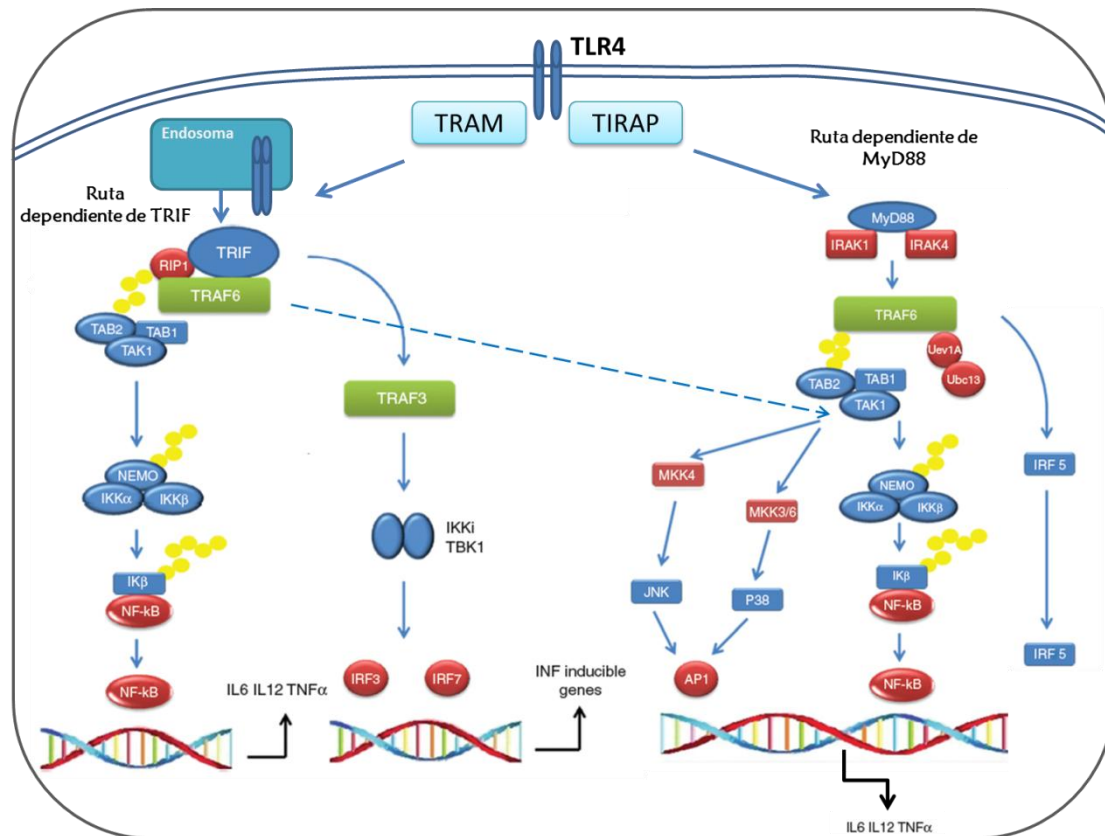 TLR4
TRAM
TIRAP
Endosoma
Ruta
dependiente de TRIF
TRIF
RIP1
TRAF6
TAB2
TAB1
TAK1
NEMO
IKKα
IKKβ
IKβ
NF-kB
NF-kB
IL6 IL12 TNFα
TRAF3
IKKi
TBK1
IRF3
IRF7
INF inducible
genes
Ruta dependiente de
MyD88
MyD88
IRAK1
IRAK4
TRAF6
Uev1A
Ubc13
TAB2
TAB1
TAK1
MKK4
MKK3/6
JNK
P38
AP1
NEMO
IKKα
IKKβ
IKβ
NF-kB
NF-kB
IRF 5
IRF 5
IL6 IL12 TNFα